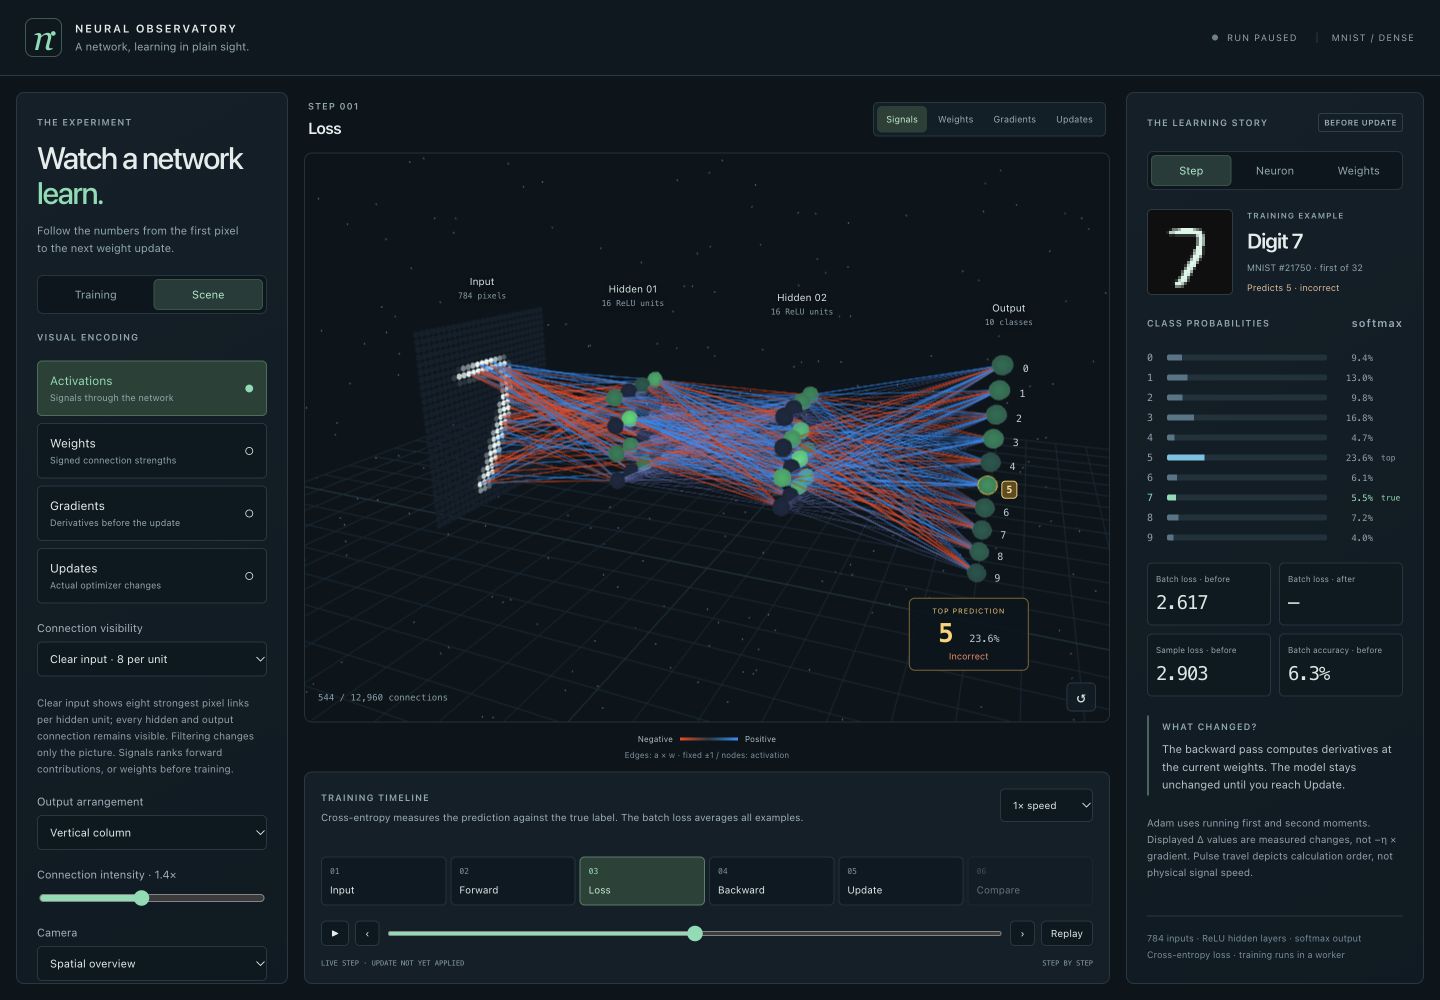 n
NEURAL OBSERVATORY
A network, learning in plain sight.
RUN PAUSED
MNIST / DENSE
THE EXPERIMENT
Watch a network
learn.
Follow the numbers from the first pixel
to the next weight update.
Training
Scene
VISUAL ENCODING
Activations
Signals through the network
Weights
Signed connection strengths
Gradients
Derivatives before the update
Updates
Actual optimizer changes
Connection visibility
Clear input · 8 per unit
Clear input shows eight strongest pixel links
per hidden unit; every hidden and output
connection remains visible. Filtering changes
only the picture. Signals ranks forward
contributions, or weights before training.
Output arrangement
Vertical column
Connection intensity · 1.4×
Camera
Spatial overview
STEP 001
Loss
Signals
Weights
Gradients
Updates
Input
784 pixels
Hidden 01
16 ReLU units
Hidden 02
16 ReLU units
Output
10 classes
0
1
2
3
4
5
6
7
8
9
TOP PREDICTION
5 23.6%
Incorrect
544 / 12,960 connections
↺
Negative
Positive
Edges: a × w · fixed ±1 / nodes: activation
TRAINING TIMELINE
Cross-entropy measures the prediction against the true label. The batch loss averages all examples.
1× speed
01
Input
02
Forward
03
Loss
04
Backward
05
Update
06
Compare
Replay
LIVE STEP · UPDATE NOT YET APPLIED
STEP BY STEP
THE LEARNING STORY
BEFORE UPDATE
Step
Neuron
Weights
7
TRAINING EXAMPLE
Digit 7
MNIST #21750 · first of 32
Predicts 5 · incorrect
CLASS PROBABILITIES
softmax
0 9.4%
1 13.0%
2 9.8%
3 16.8%
4 4.7%
5 23.6% top
6 6.1%
7 5.5% true
8 7.2%
9 4.0%
Batch loss · before
2.617
Batch loss · after
—
Sample loss · before
2.903
Batch accuracy · before
6.3%
WHAT CHANGED?
The backward pass computes derivatives at
the current weights. The model stays
unchanged until you reach Update.
Adam uses running first and second moments.
Displayed Δ values are measured changes, not −η ×
gradient. Pulse travel depicts calculation order, not
physical signal speed.
784 inputs · ReLU hidden layers · softmax output
Cross-entropy loss · training runs in a worker